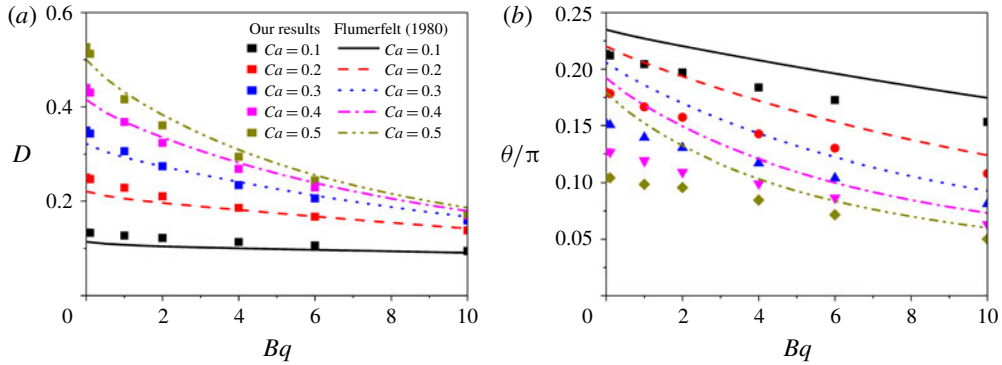 (a)
0.6
0.4
D
0.2
0
2
4
6
8
10
Bq
Our results Flumerfelt (1980)
Ca = 0.1 Ca = 0.1
Ca = 0.2 Ca = 0.2
Ca = 0.3 Ca = 0.3
Ca = 0.4 Ca = 0.4
Ca = 0.5 Ca = 0.5
(b)
0.25
0.20
0.15
θ/π
0.10
0.05
0
2
4
6
8
10
Bq